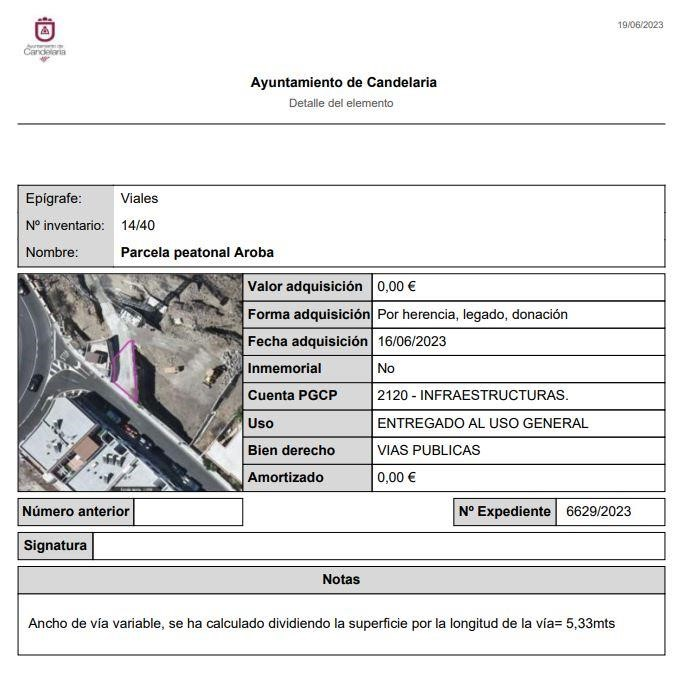 19/06/2023
Ayuntamiento de
Candelaria
Ayuntamiento de Candelaria
Detalle del elemento
Epígrafe: Viales
Nº inventario: 14/40
Nombre: Parcela peatonal Aroba
Valor adquisición 0,00 €
Forma adquisición Por herencia, legado, donación
Fecha adquisición 16/06/2023
Inmemorial No
Cuenta PGCP 2120 - INFRAESTRUCTURAS.
Uso ENTREGADO AL USO GENERAL
Bien derecho VIAS PUBLICAS
Amortizado 0,00 €
Número anterior
Nº Expediente 6629/2023
Signatura
Notas
Ancho de vía variable, se ha calculado dividiendo la superficie por la longitud de la vía= 5,33mts